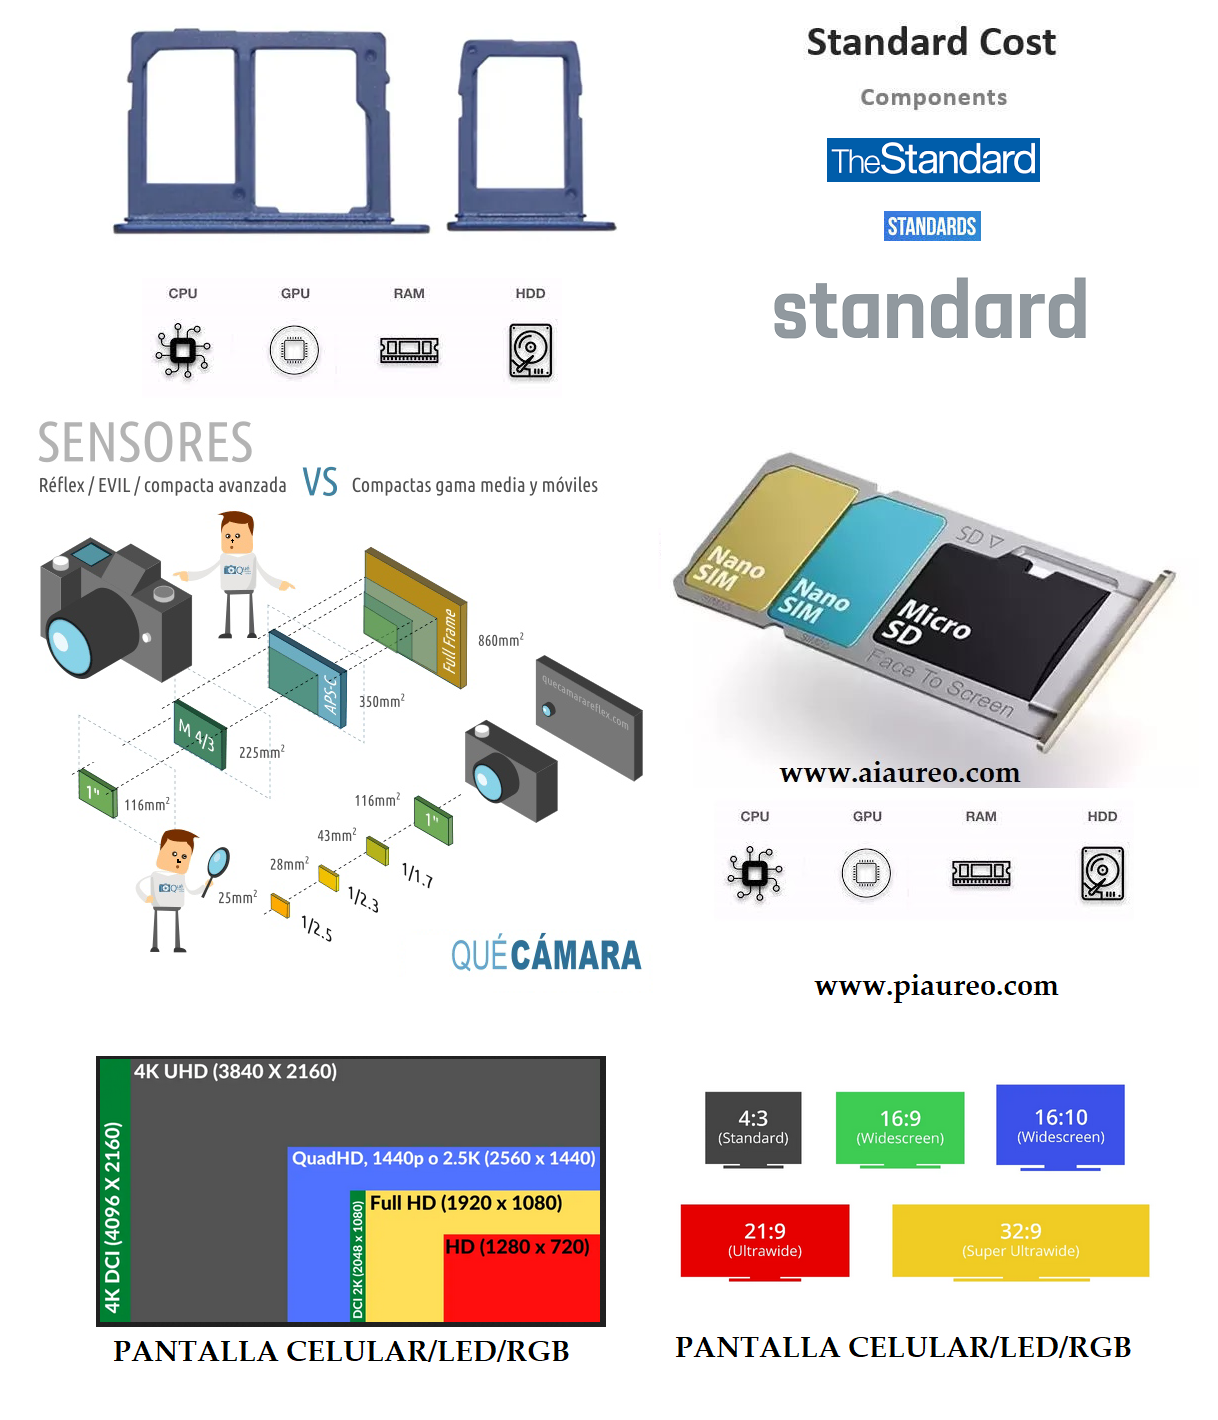 Standard Cost
Components
TheStandard
STANDARDS
standard
CPU GPU RAM HDD
SENSORES
Réflex / EVIL / compacta avanzada VS Compactas gama media y móviles
Full Frame
860mm²
APS-C
350mm²
M 4/3
225mm²
1"
116mm²
quecamarareflex.com
116mm²
1"
43mm²
1/1.7
28mm²
1/2.3
25mm²
1/2.5
QUÉCÁMARA
Nano
SIM
Nano
SIM
SD
Micro
SD
Face To Screen
www.aiaureo.com
CPU GPU RAM HDD
www.piaureo.com
4K DCI (4096 X 2160)
4K UHD (3840 X 2160)
QuadHD, 1440p o 2.5K (2560 x 1440)
DCI 2K (2048 x 1080)
Full HD (1920 x 1080)
HD (1280 x 720)
PANTALLA CELULAR/LED/RGB
4:3
(Standard)
16:9
(Widescreen)
16:10
(Widescreen)
21:9
(Ultrawide)
32:9
(Super Ultrawide)
PANTALLA CELULAR/LED/RGB